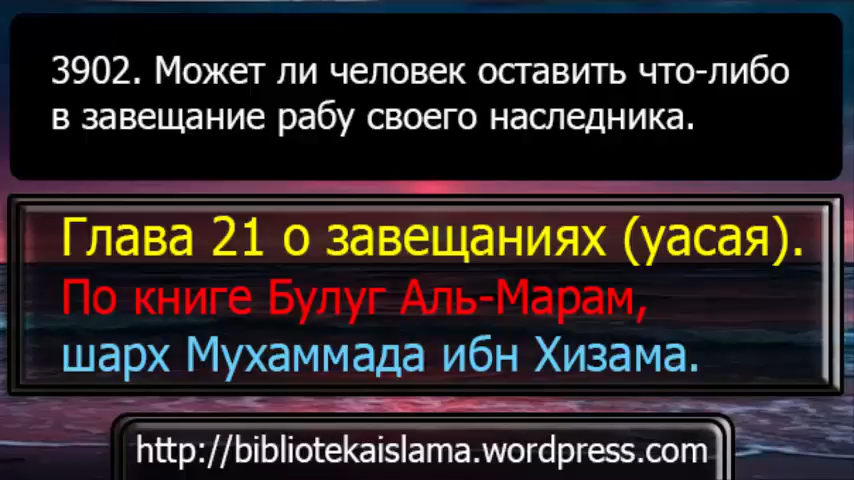 3902. Может ли человек оставить что-либо
в завещание рабу своего наследника.
Глава 21 о завещаниях (уасая).
По книге Булуг Аль-Марам,
шарх Мухаммада ибн Хизама.
http://bibliotekaislama.wordpress.com